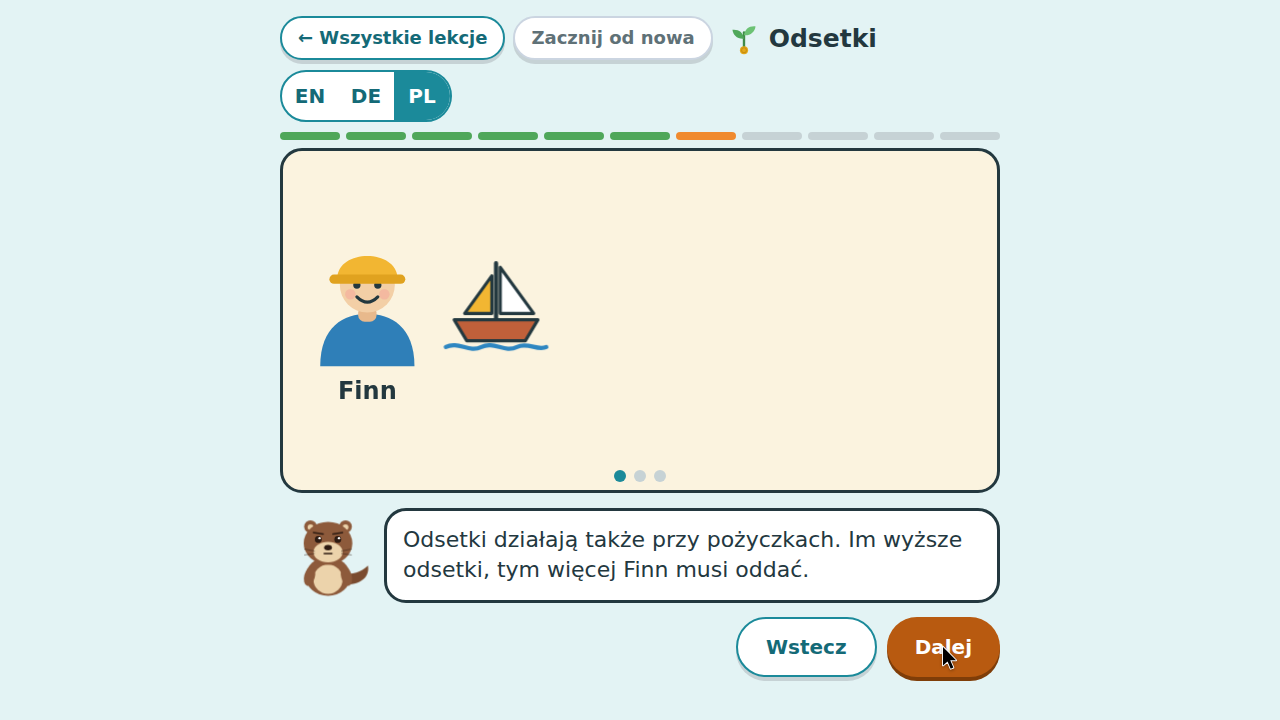 ← Wszystkie lekcje
Zacznij od nowa
Odsetki
EN DE PL
Finn
Odsetki działają także przy pożyczkach. Im wyższe
odsetki, tym więcej Finn musi oddać.
Wstecz
Dalej